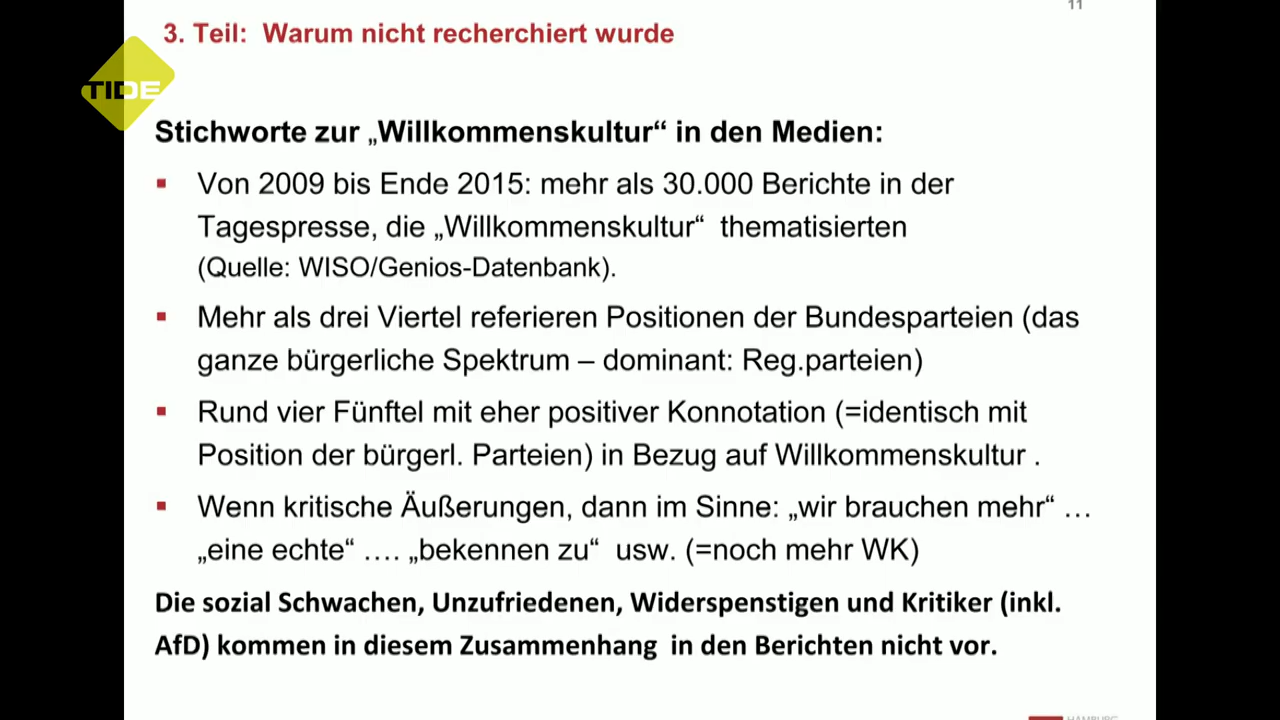 11
3. Teil: Warum nicht recherchiert wurde
TIDE
Stichworte zur „Willkommenskultur“ in den Medien:
Von 2009 bis Ende 2015: mehr als 30.000 Berichte in der
Tagespresse, die „Willkommenskultur“ thematisierten
(Quelle: WISO/Genios-Datenbank).
Mehr als drei Viertel referieren Positionen der Bundesparteien (das
ganze bürgerliche Spektrum – dominant: Reg.parteien)
Rund vier Fünftel mit eher positiver Konnotation (=identisch mit
Position der bürgerl. Parteien) in Bezug auf Willkommenskultur .
Wenn kritische Äußerungen, dann im Sinne: „wir brauchen mehr“ …
„eine echte“ …. „bekennen zu“ usw. (=noch mehr WK)
Die sozial Schwachen, Unzufriedenen, Widerspenstigen und Kritiker (inkl.
AfD) kommen in diesem Zusammenhang in den Berichten nicht vor.
HAMBURG